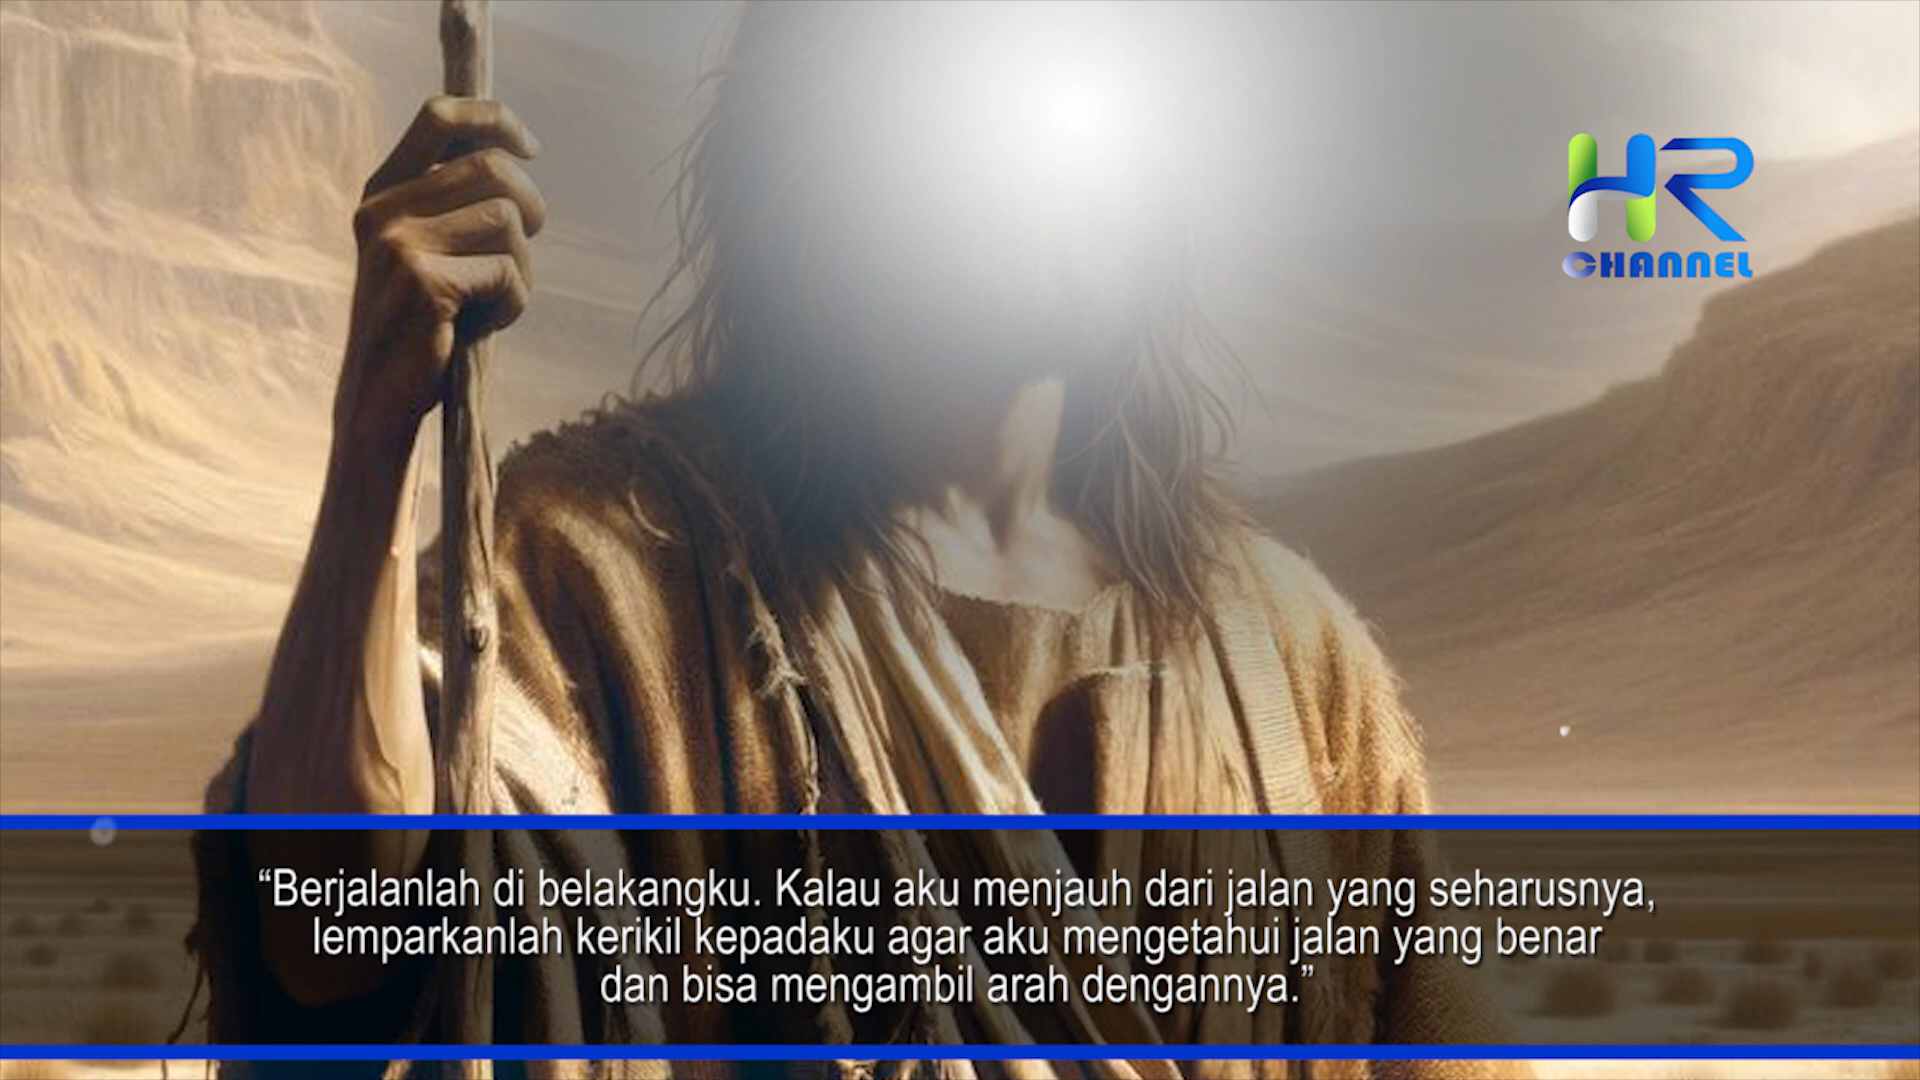 HR
CHANNEL
“Berjalanlah di belakangku. Kalau aku menjauh dari jalan yang seharusnya,
lemparkanlah kerikil kepadaku agar aku mengetahui jalan yang benar
dan bisa mengambil arah dengannya.”